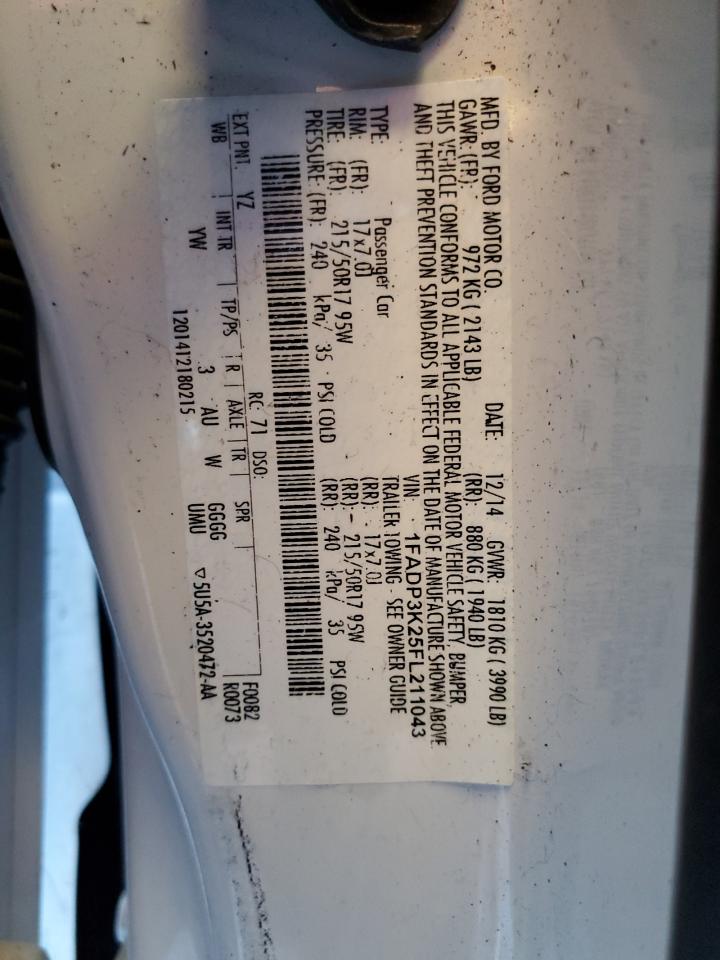 MFD. BY FORD MOTOR CO.
DATE: 12/14 GVWR: 1810 KG ( 3990 LB)
GAWR: (FR): 972 KG ( 2143 LB) (RR): 880 KG ( 1940 LB)
THIS VEHICLE CONFORMS TO ALL APPLICABLE FEDERAL MOTOR VEHICLE SAFETY, BUMPER
AND THEFT PREVENTION STANDARDS IN EFFECT ON THE DATE OF MANUFACTURE SHOWN ABOVE
VIN 1FADP3K25FL211043
TYPE: Passenger Car TRAILER TOWING - SEE OWNER GUIDE
RIM: (FR): 17x7.0J (RR): 17x7.0J
TIRE: (FR): 215/50R17 95W (RR): 215/50R17 95W
PRESSURE: (FR): 240 kPa/ 35 PSI COLD (RR): 240 kPa/ 35 PSI COLD
RC: 71 DSO: F0082
EXT PNT: YZ R0073
WB | INT TR | TP/PS | R | AXLE | TR | SPR
YW 3 AU W GGGG
UMU
1201412180215 ▽5U5A-3520472-AA